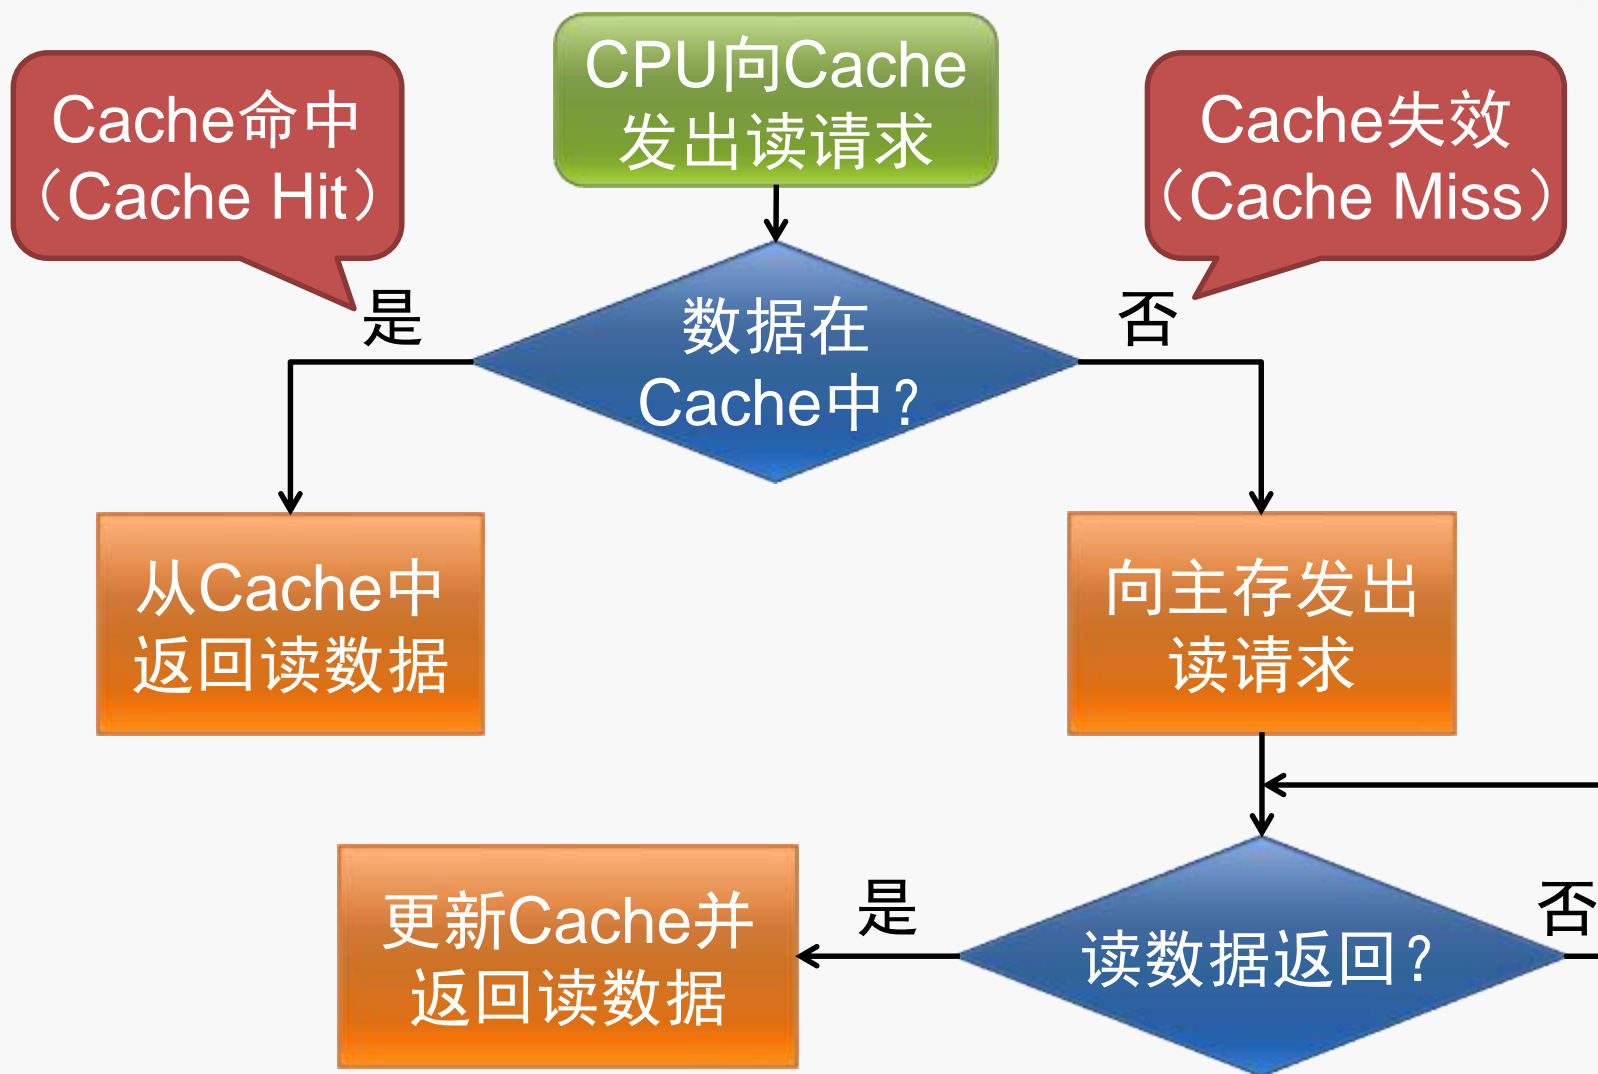 CPU向Cache
发出读请求
Cache命中
（Cache Hit）
Cache失效
（Cache Miss）
是
数据在
Cache中？
否
从Cache中
返回读数据
向主存发出
读请求
更新Cache并
返回读数据
是
读数据返回？
否